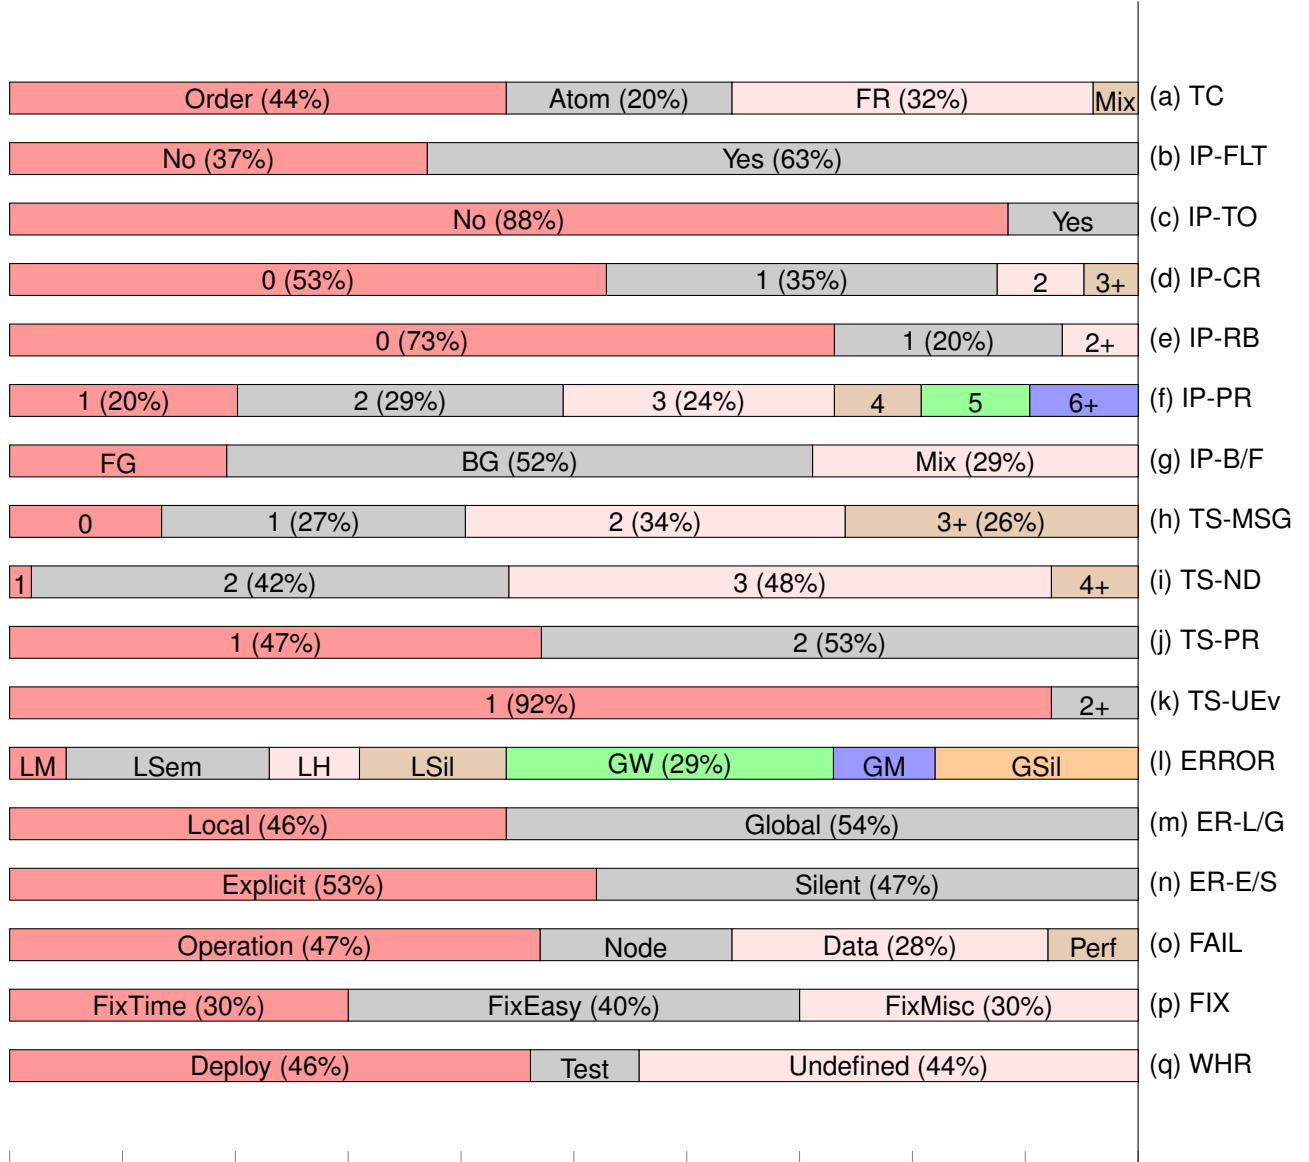 Order (44%) Atom (20%) FR (32%) Mix (a) TC
No (37%) Yes (63%) (b) IP-FLT
No (88%) Yes (c) IP-TO
0 (53%) 1 (35%) 2 3+ (d) IP-CR
0 (73%) 1 (20%) 2+ (e) IP-RB
1 (20%) 2 (29%) 3 (24%) 4 5 6+ (f) IP-PR
FG BG (52%) Mix (29%) (g) IP-B/F
0 1 (27%) 2 (34%) 3+ (26%) (h) TS-MSG
1 2 (42%) 3 (48%) 4+ (i) TS-ND
1 (47%) 2 (53%) (j) TS-PR
1 (92%) 2+ (k) TS-UEv
LM LSem LH LSil GW (29%) GM GSil (l) ERROR
Local (46%) Global (54%) (m) ER-L/G
Explicit (53%) Silent (47%) (n) ER-E/S
Operation (47%) Node Data (28%) Perf (o) FAIL
FixTime (30%) FixEasy (40%) FixMisc (30%) (p) FIX
Deploy (46%) Test Undefined (44%) (q) WHR